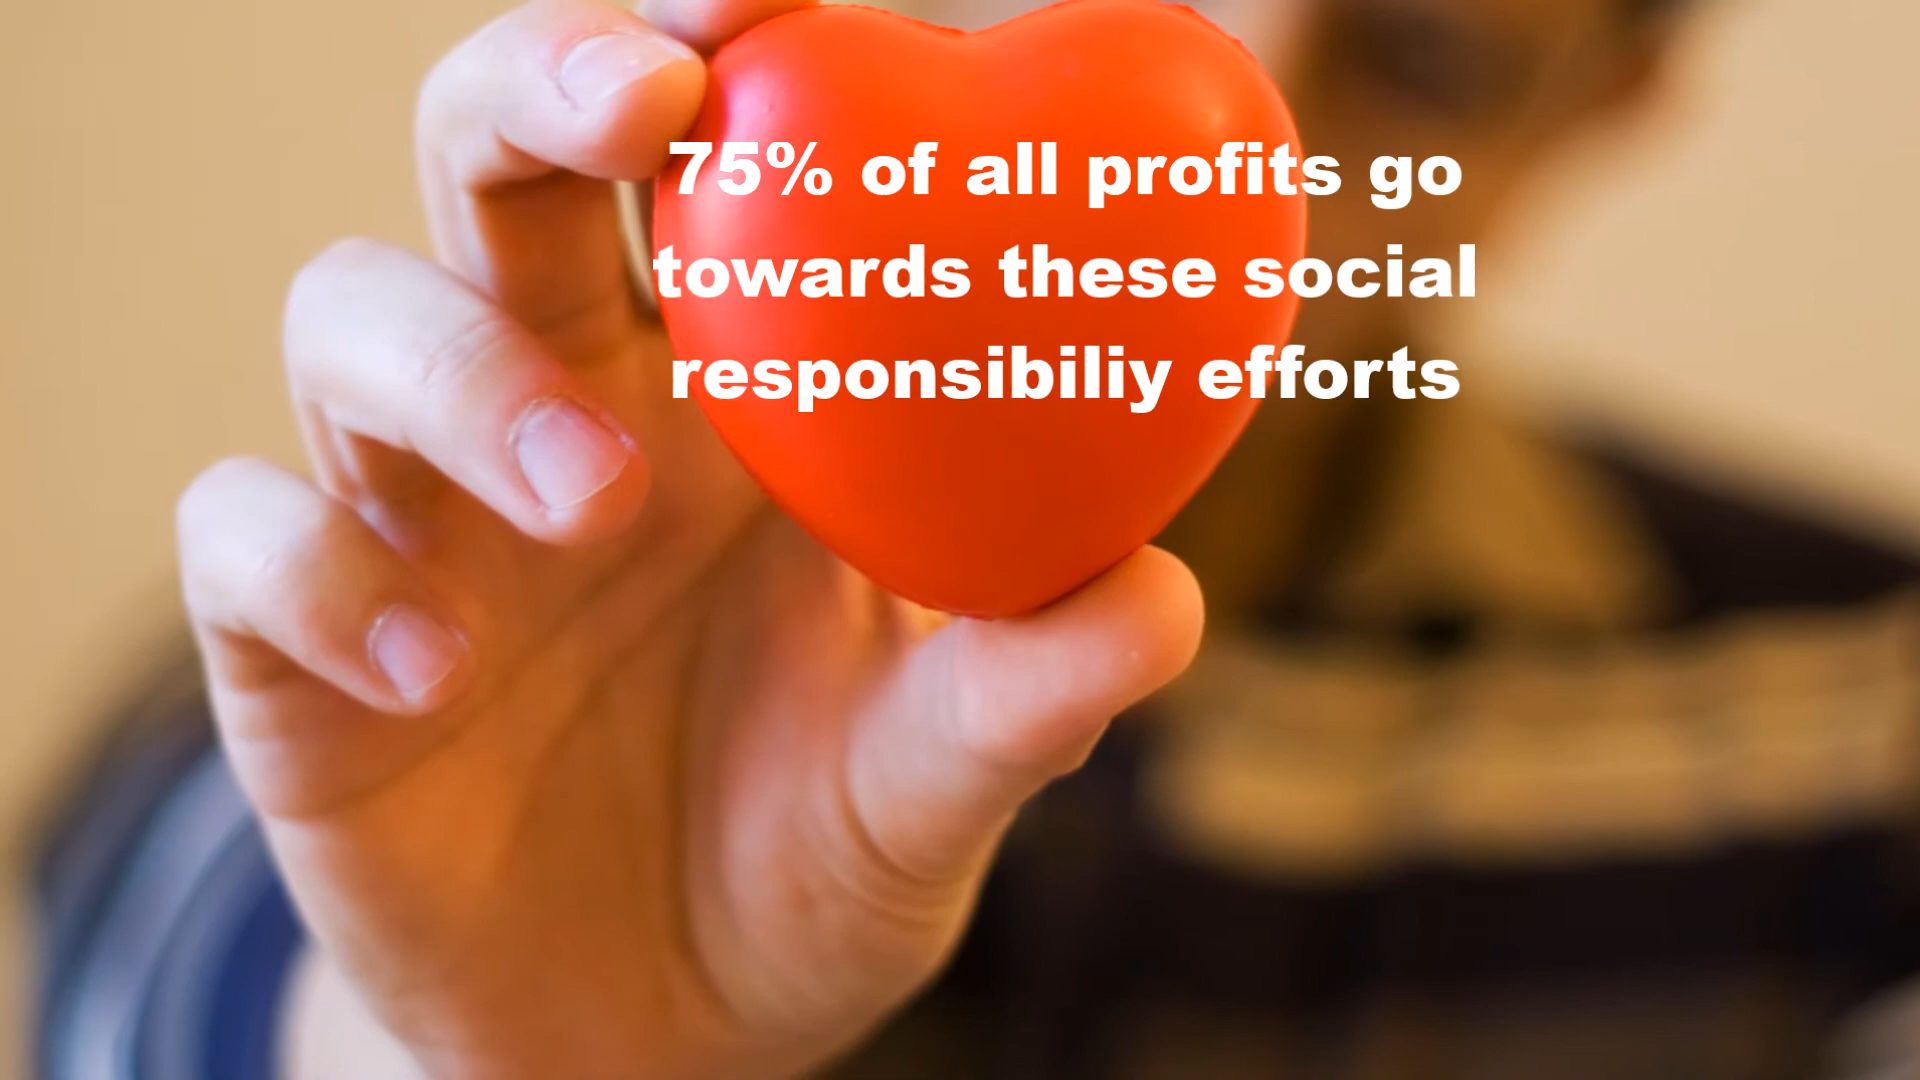 75% of all profits go
towards these social
responsibiliy efforts